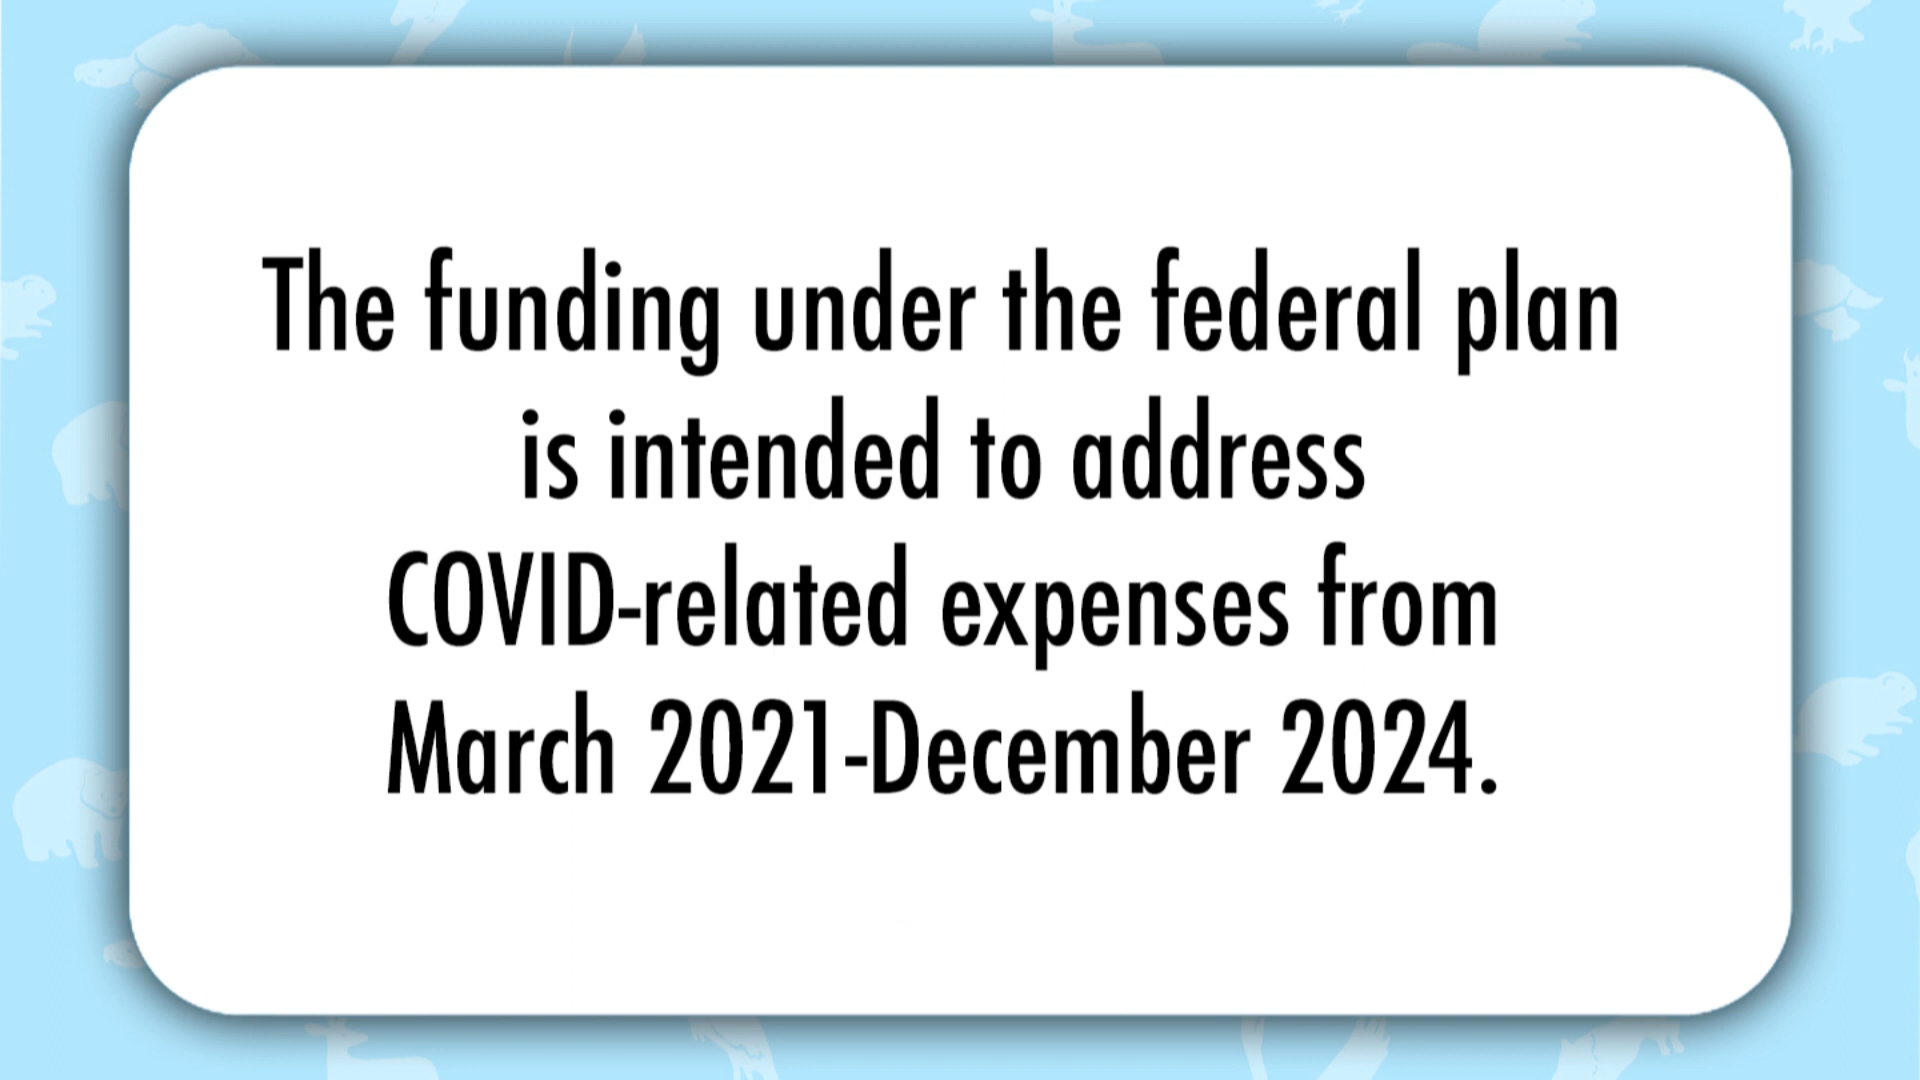 The funding under the federal plan
is intended to address
COVID-related expenses from
March 2021-December 2024.